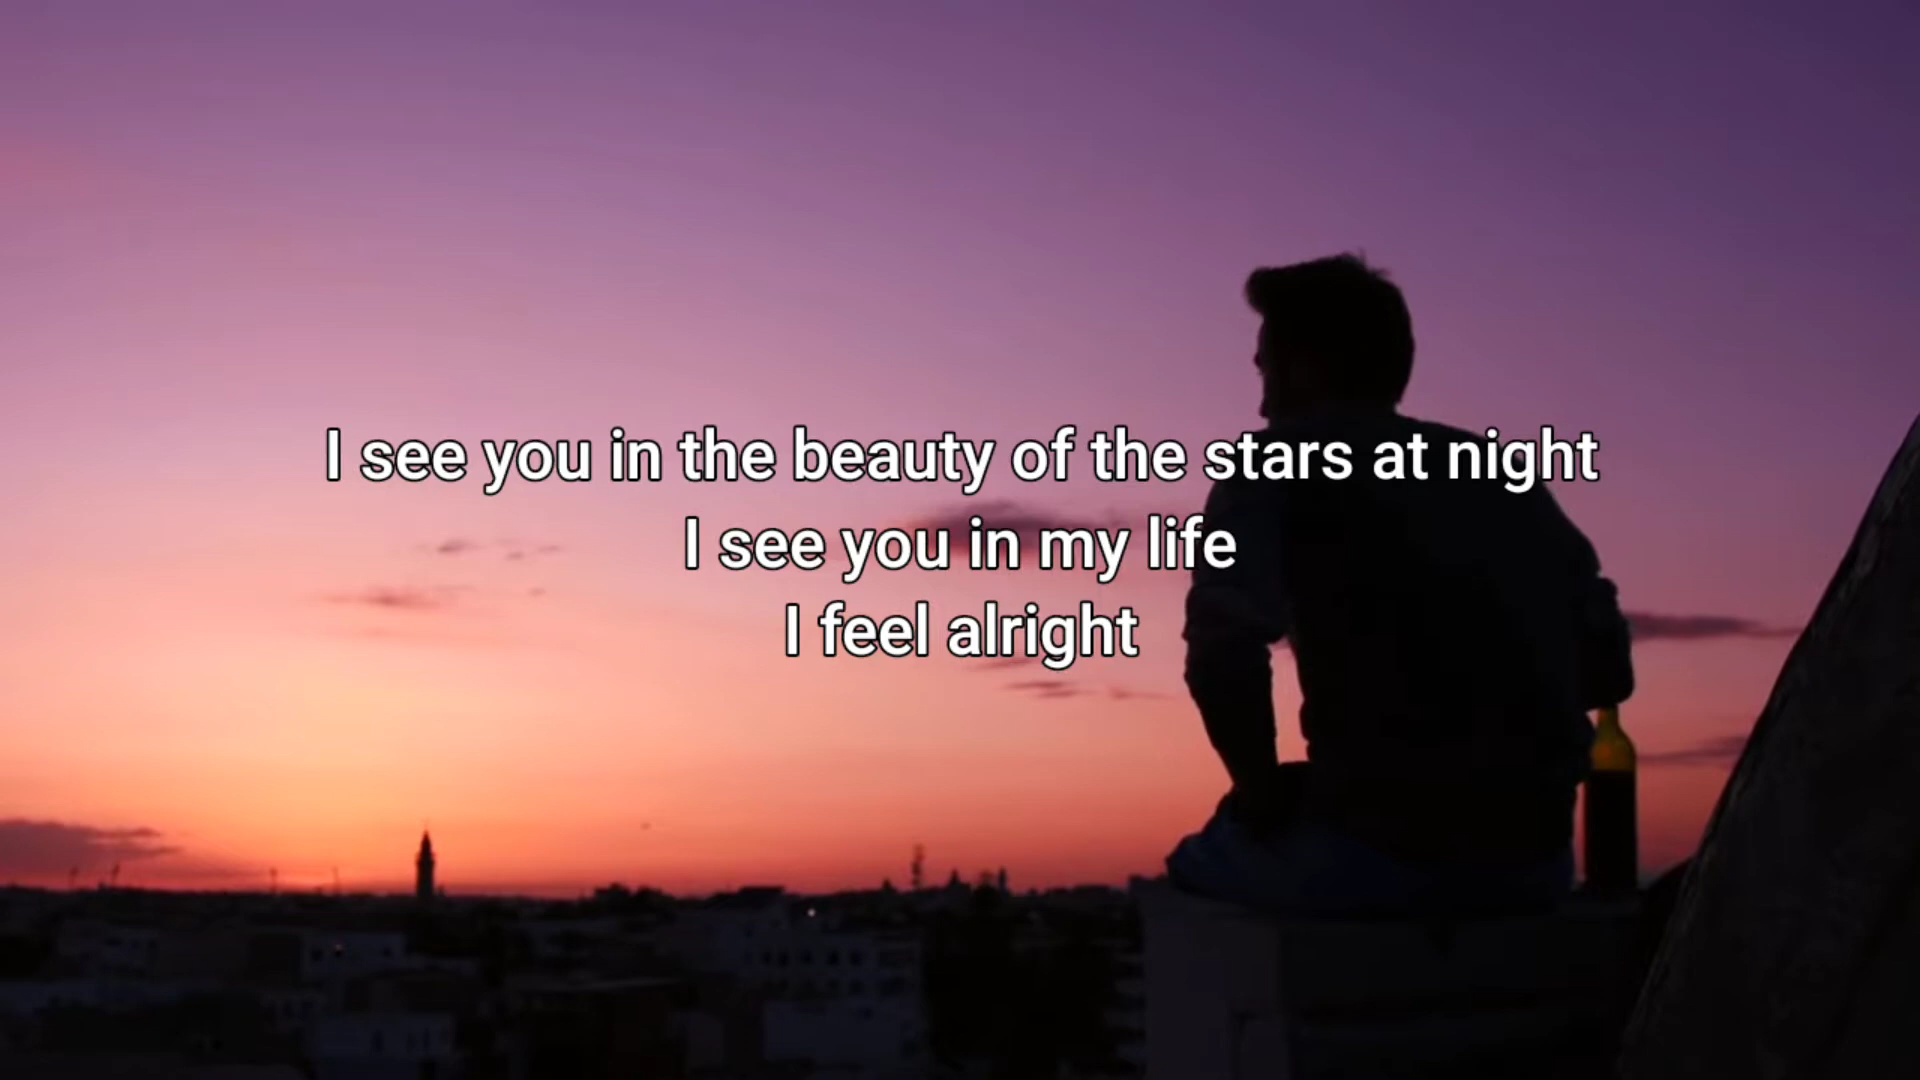 I see you in the beauty of the stars at night
I see you in my life
I feel alright